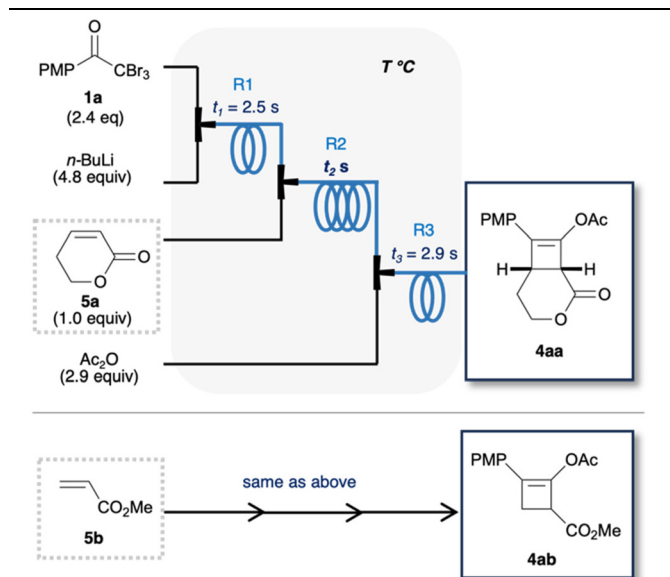 O
PMP
CBr3
1a
(2.4 eq)
n-BuLi
(4.8 equiv)
O
O
5a
(1.0 equiv)
Ac2O
(2.9 equiv)
T °C
R1
t1 = 2.5 s
R2
t2 s
R3
t3 = 2.9 s
PMP
OAc
H
H
O
O
4aa
CO2Me
5b
same as above
PMP
OAc
CO2Me
4ab